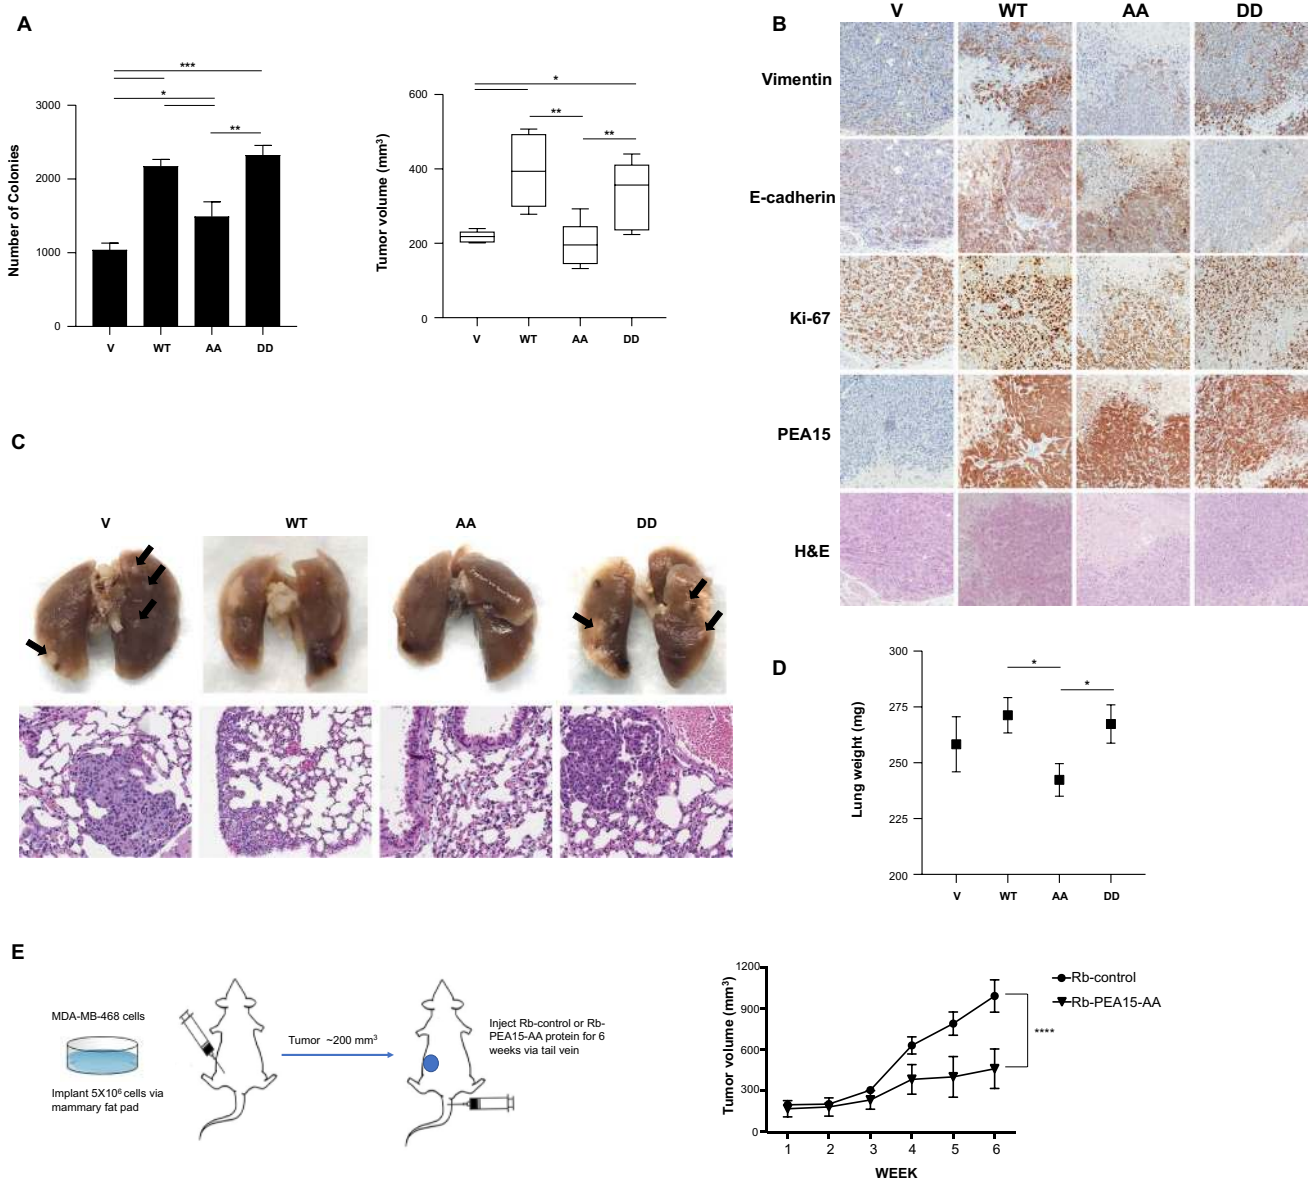 A
***
*
**
3000
2000
1000
0
Number of Colonies
V
WT
AA
DD
*
**
**
600
400
200
0
Tumor volume (mm³)
V
WT
AA
DD
B
V
WT
AA
DD
Vimentin
E-cadherin
Ki-67
PEA15
H&E
C
V
WT
AA
DD
D
300
275
250
225
200
Lung weight (mg)
*
*
V
WT
AA
DD
E
MDA-MB-468 cells
Implant 5X10⁶ cells via
mammary fat pad
Tumor ~200 mm³
Inject Rb-control or Rb-
PEA15-AA protein for 6
weeks via tail vein
1200
900
600
300
0
Tumor volume (mm³)
1
2
3
4
5
6
WEEK
Rb-control
Rb-PEA15-AA
****